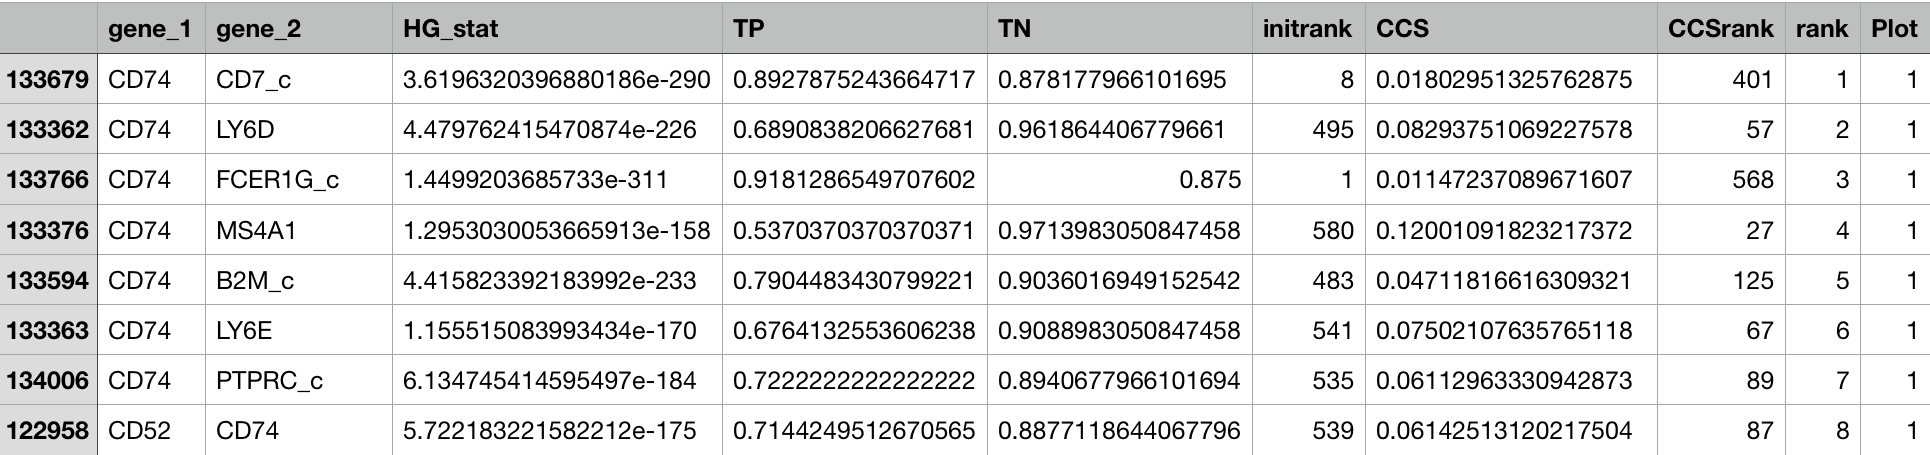 gene_1 gene_2 HG_stat TP TN initrank CCS CCSrank rank Plot
133679 CD74 CD7_c 3.6196320396880186e-290 0.8927875243664717 0.878177966101695 8 0.01802951325762875 401 1 1
133362 CD74 LY6D 4.479762415470874e-226 0.6890838206627681 0.961864406779661 495 0.08293751069227578 57 2 1
133766 CD74 FCER1G_c 1.4499203685733e-311 0.9181286549707602 0.875 1 0.01147237089671607 568 3 1
133376 CD74 MS4A1 1.2953030053665913e-158 0.5370370370370371 0.9713983050847458 580 0.12001091823217372 27 4 1
133594 CD74 B2M_c 4.415823392183992e-233 0.7904483430799221 0.9036016949152542 483 0.04711816616309321 125 5 1
133363 CD74 LY6E 1.155515083993434e-170 0.6764132553606238 0.9088983050847458 541 0.07502107635765118 67 6 1
134006 CD74 PTPRC_c 6.134745414595497e-184 0.7222222222222222 0.8940677966101694 535 0.06112963330942873 89 7 1
122958 CD52 CD74 5.722183221582212e-175 0.7144249512670565 0.8877118644067796 539 0.06142513120217504 87 8 1